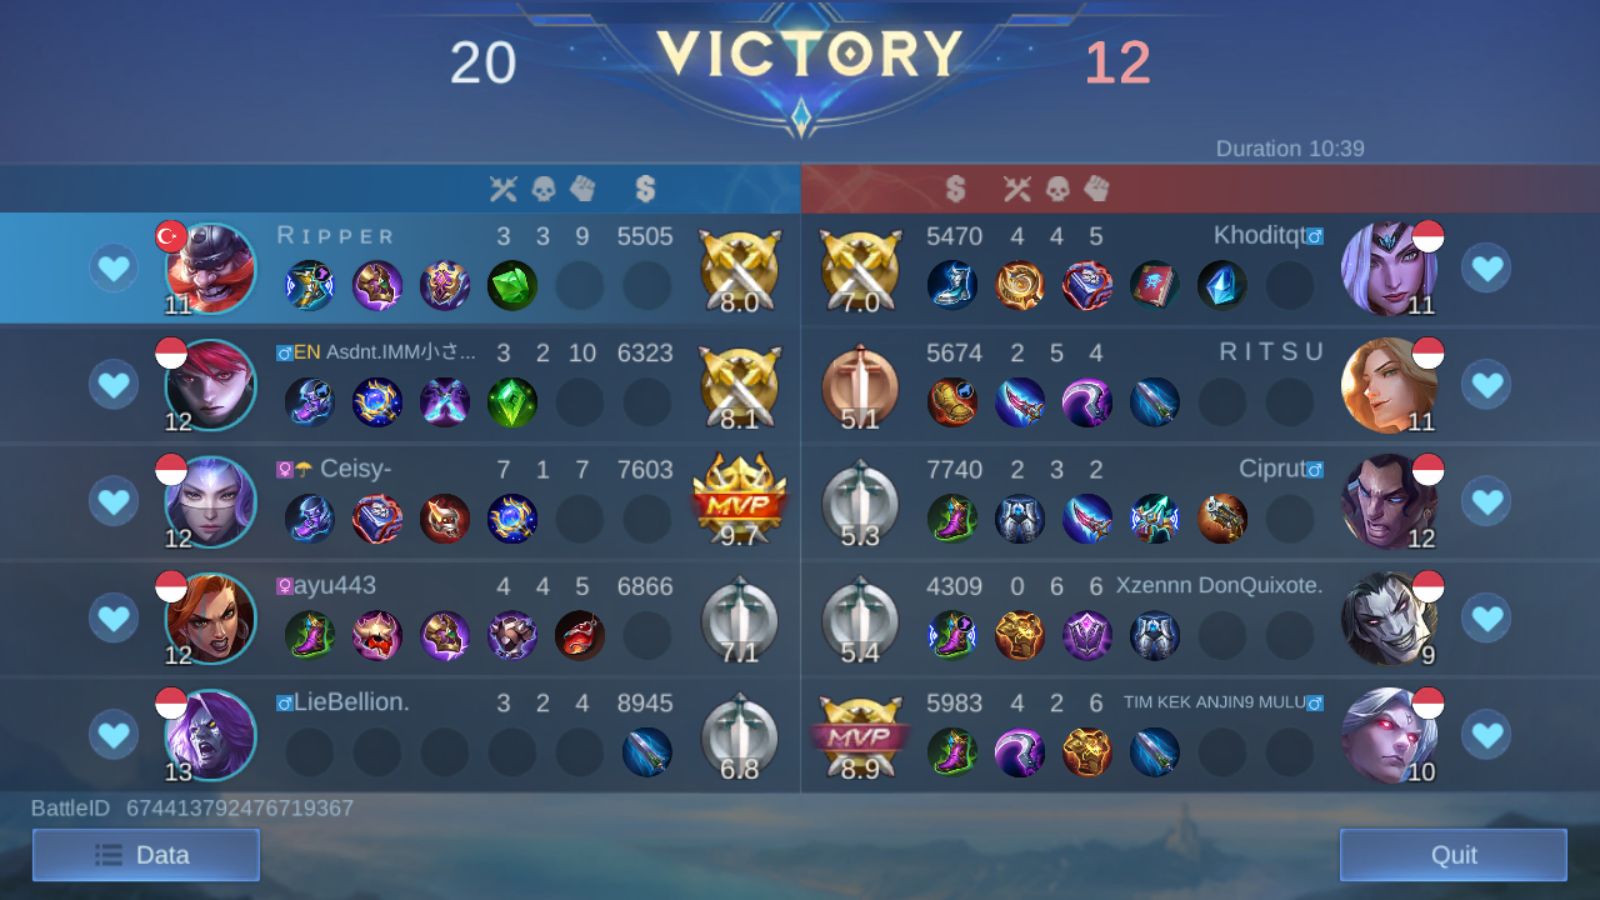 20 VICTORY 12
Duration 10:39
Rɪᴘᴘᴇʀ 3 3 9 5505
11 8.0
5470 4 4 5 Khoditqt♂
7.0 11
♂EN Asdnt.IMM小さ... 3 2 10 6323
12 8.1
5674 2 5 4 R I T S U
5.1 11
♀☂ Ceisy- 7 1 7 7603
12 MVP 9.7
7740 2 3 2 Ciprut♂
5.3 12
♀ayu443 4 4 5 6866
12 7.1
4309 0 6 6 Xzennn DonQuixote.
5.4 9
♂LieBellion. 3 2 4 8945
13 6.8
5983 4 2 6 TIM KEK ANJIN9 MULU♂
MVP 8.9 10
BattleID 674413792476719367
Data
Quit